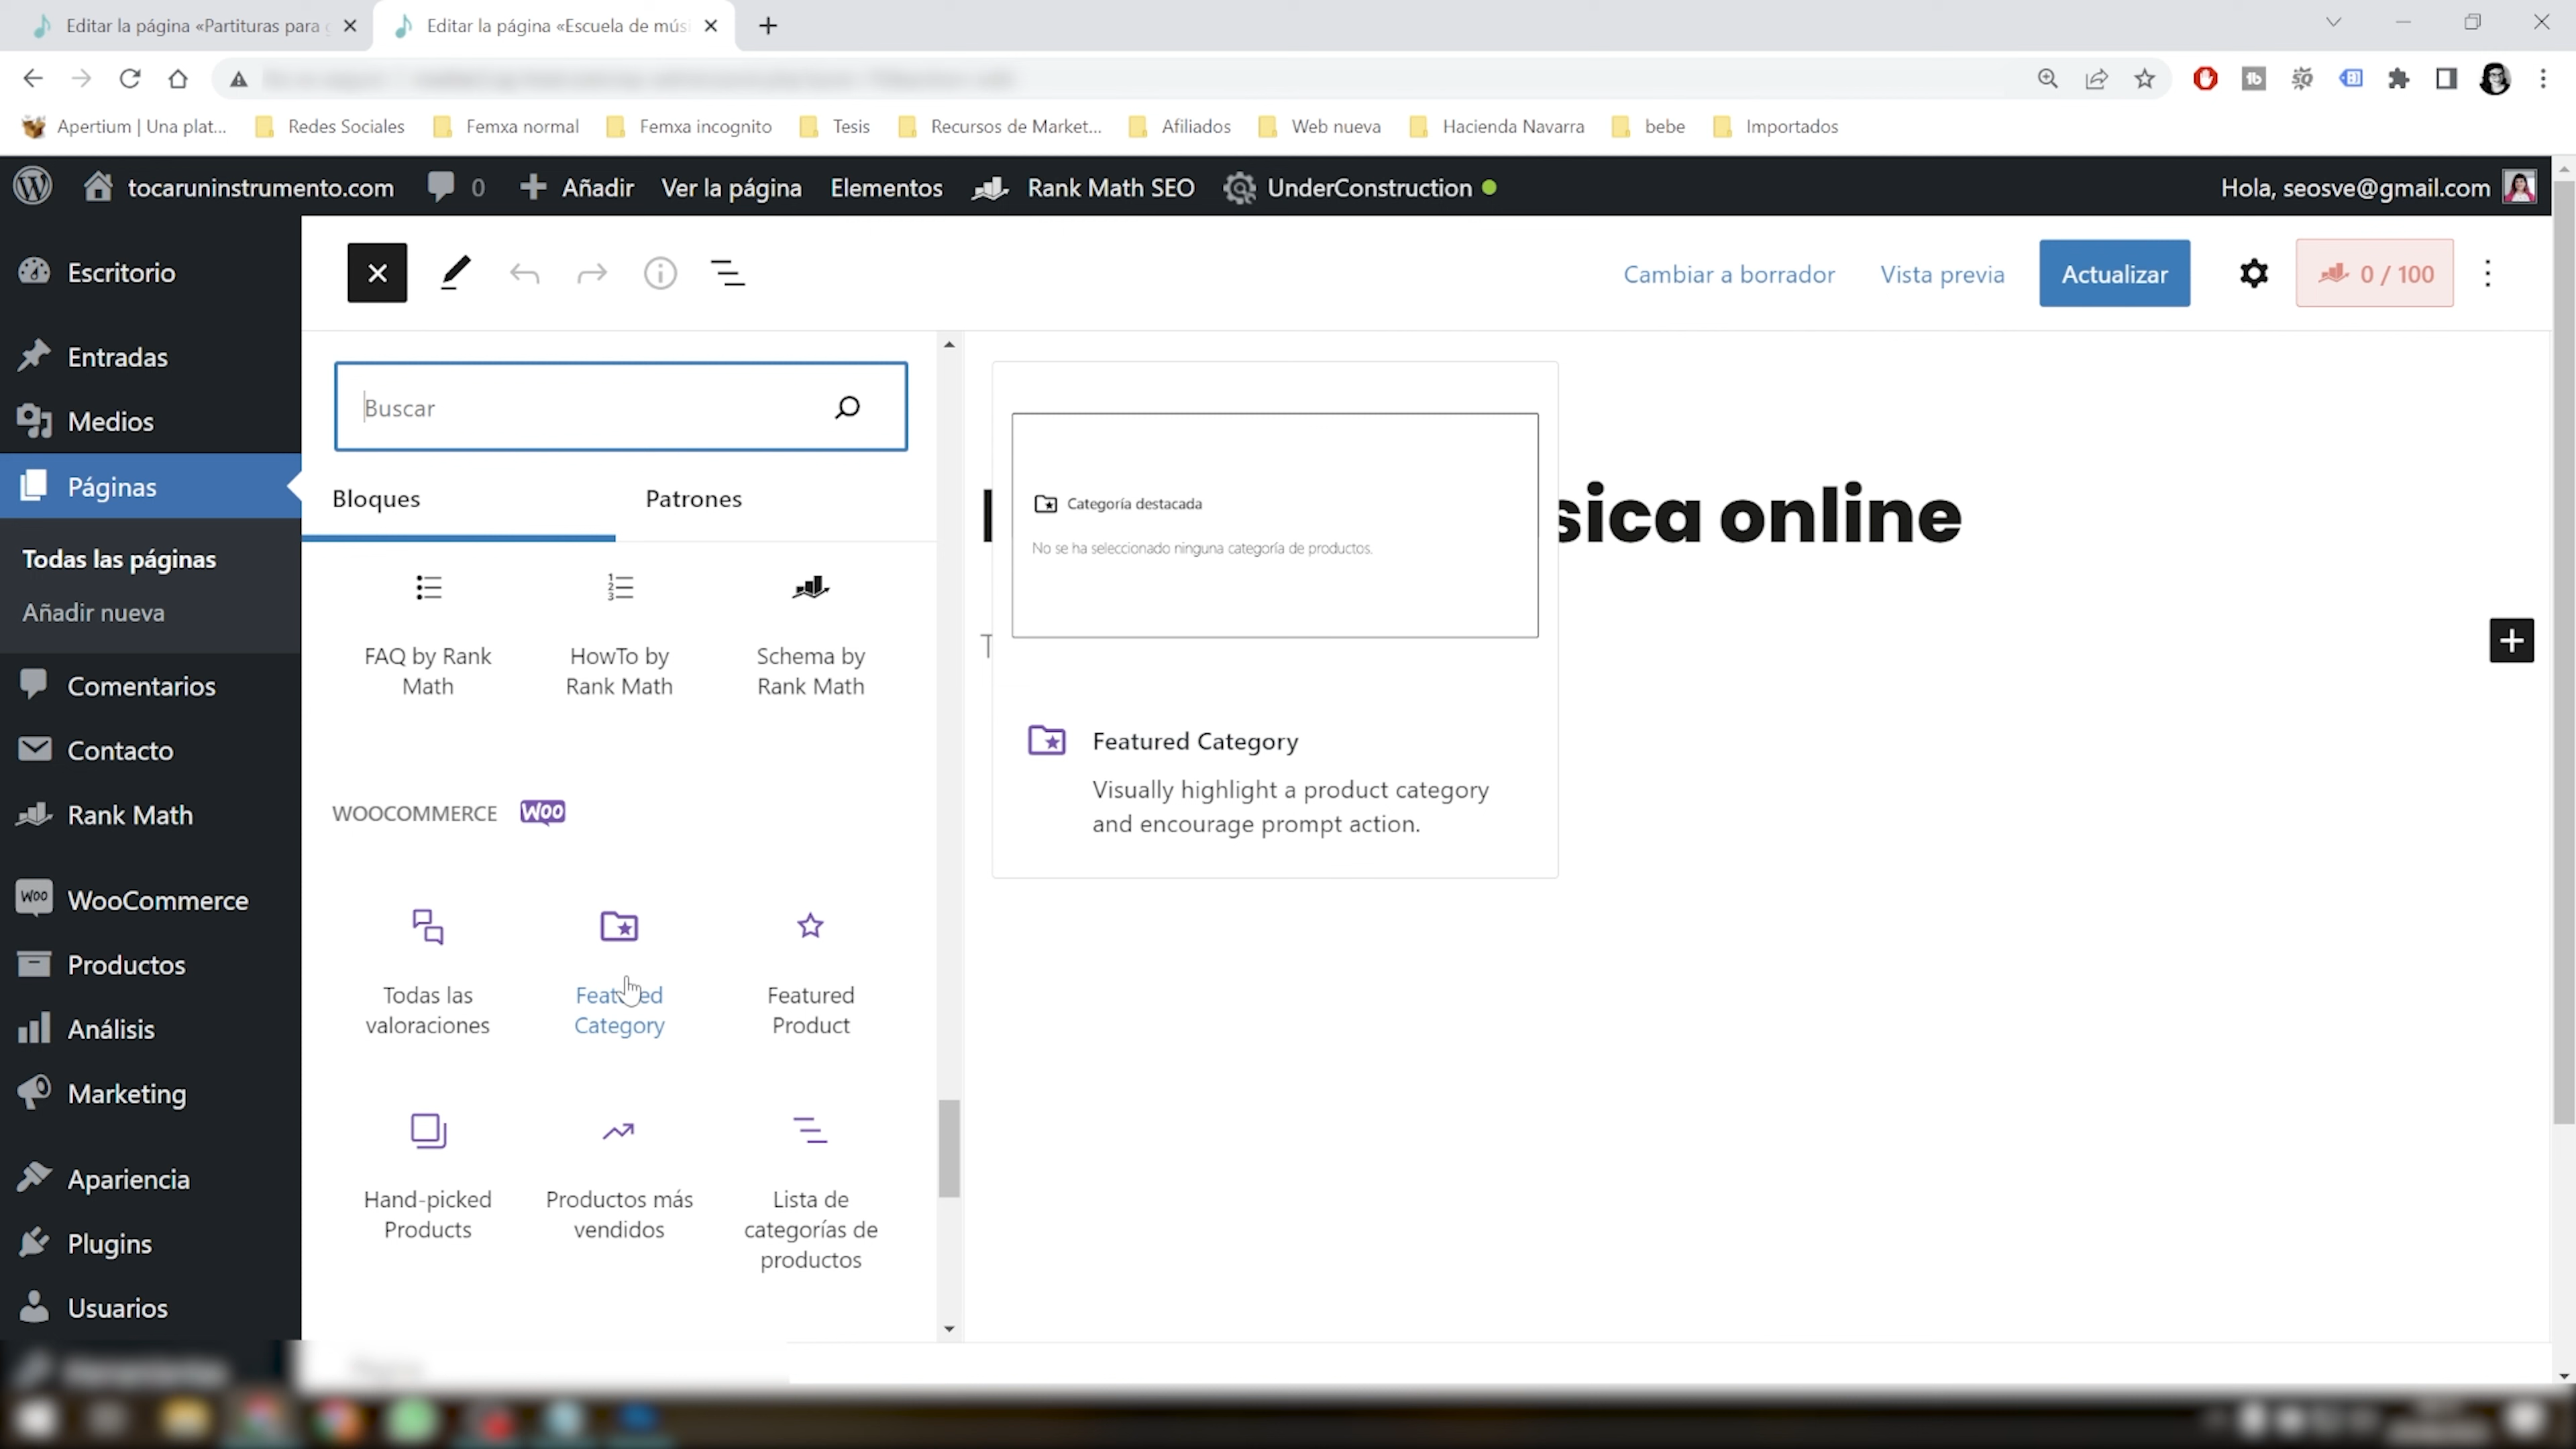 Editar la página «Partituras para g
Editar la página «Escuela de músi
Apertium | Una plat...
Redes Sociales
Femxa normal
Femxa incognito
Tesis
Recursos de Market...
Afiliados
Web nueva
Hacienda Navarra
bebe
Importados
tocaruninstrumento.com
0
Añadir
Ver la página
Elementos
Rank Math SEO
UnderConstruction
Hola, seosve@gmail.com
Escritorio
Entradas
Medios
Páginas
Todas las páginas
Añadir nueva
Comentarios
Contacto
Rank Math
WooCommerce
Productos
Análisis
Marketing
Apariencia
Plugins
Usuarios
Cambiar a borrador
Vista previa
Actualizar
0 / 100
Buscar
Bloques
Patrones
FAQ by Rank
Math
HowTo by
Rank Math
Schema by
Rank Math
WOOCOMMERCE
WOO
Todas las
valoraciones
Featured
Category
Featured
Product
Hand-picked
Products
Productos más
vendidos
Lista de
categorías de
productos
Categoría destacada
No se ha seleccionado ninguna categoría de productos.
Featured Category
Visually highlight a product category
and encourage prompt action.
sica online
T